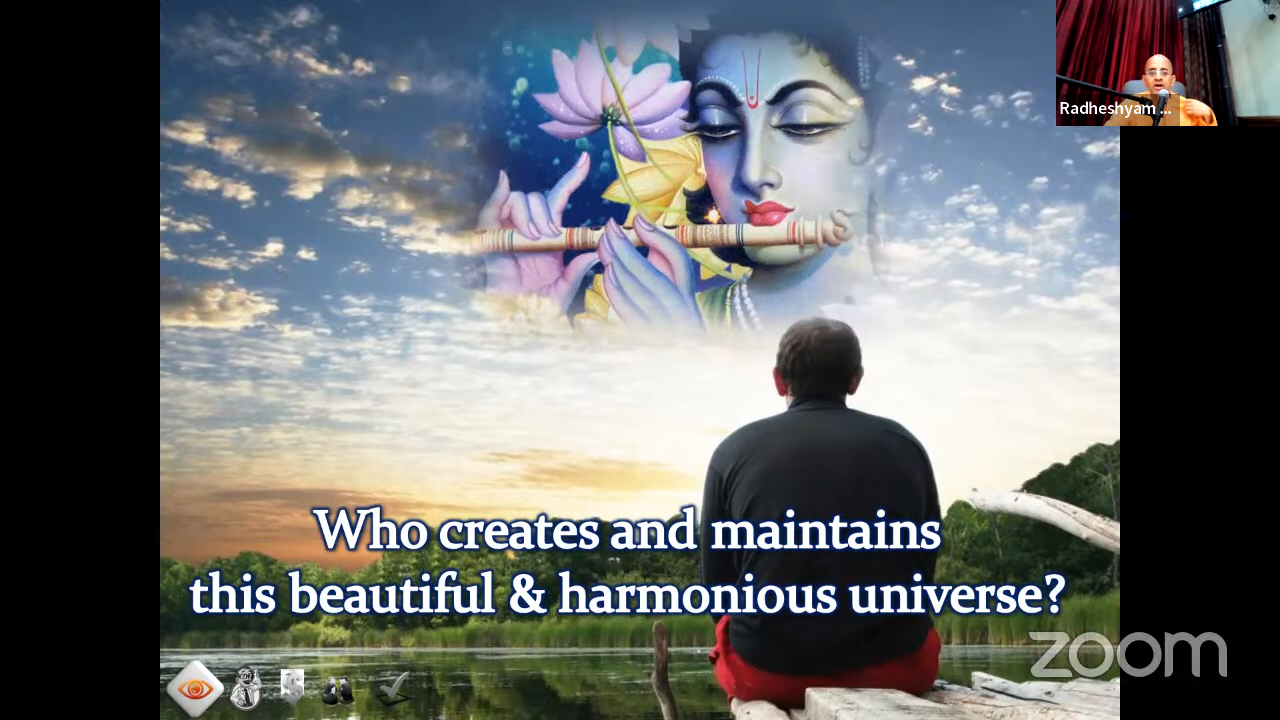 Radheshyam ...
Who creates and maintains
this beautiful & harmonious universe?
zoom